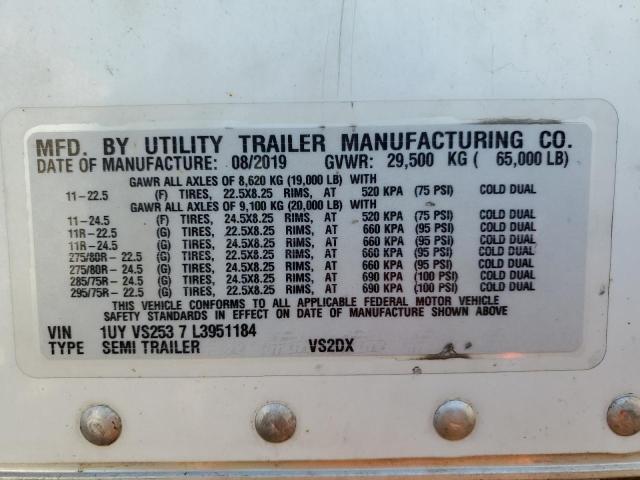 MFD. BY UTILITY TRAILER MANUFACTURING CO.
DATE OF MANUFACTURE: 08/2019 GVWR: 29,500 KG ( 65,000 LB)
GAWR ALL AXLES OF 8,620 KG (19,000 LB) WITH
11-22.5 (F) TIRES, 22.5X8.25 RIMS, AT 520 KPA (75 PSI) COLD DUAL
GAWR ALL AXLES OF 9,100 KG (20,000 LB) WITH
11-24.5 (F) TIRES, 24.5X8.25 RIMS, AT 520 KPA (75 PSI) COLD DUAL
11R-22.5 (G) TIRES, 22.5X8.25 RIMS, AT 660 KPA (95 PSI) COLD DUAL
11R-24.5 (G) TIRES, 24.5X8.25 RIMS, AT 660 KPA (95 PSI) COLD DUAL
275/80R-22.5 (G) TIRES, 22.5X8.25 RIMS, AT 660 KPA (95 PSI) COLD DUAL
275/80R-24.5 (G) TIRES, 24.5X8.25 RIMS, AT 660 KPA (95 PSI) COLD DUAL
285/75R-24.5 (G) TIRES, 24.5X8.25 RIMS, AT 690 KPA (100 PSI) COLD DUAL
295/75R-22.5 (G) TIRES, 22.5X8.25 RIMS, AT 690 KPA (100 PSI) COLD DUAL
THIS VEHICLE CONFORMS TO ALL APPLICABLE FEDERAL MOTOR VEHICLE
SAFETY STANDARDS IN EFFECT ON DATE OF MANUFACTURE SHOWN ABOVE
VIN 1UY VS253 7 L3951184
TYPE SEMI TRAILER VS2DX